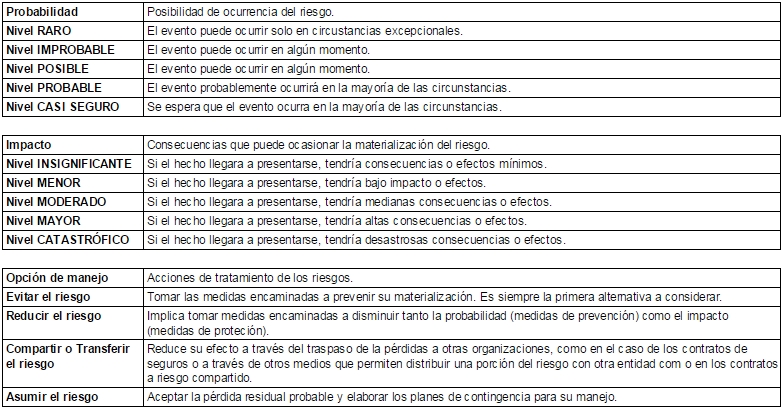 Probabilidad Posibilidad de ocurrencia del riesgo.
Nivel RARO El evento puede ocurrir solo en circustancias excepcionales.
Nivel IMPROBABLE El evento puede ocurrir en algún momento.
Nivel POSIBLE El evento puede ocurrir en algún momento.
Nivel PROBABLE El evento probablemente ocurrirá en la mayoría de las circunstancias.
Nivel CASI SEGURO Se espera que el evento ocurra en la mayoría de las circunstancias.
Impacto Consecuencias que puede ocasionar la materialización del riesgo.
Nivel INSIGNIFICANTE Si el hecho llegara a presentarse, tendría consecuencias o efectos mínimos.
Nivel MENOR Si el hecho llegara a presentarse, tendría bajo impacto o efectos.
Nivel MODERADO Si el hecho llegara a presentarse, tendría medianas consecuencias o efectos.
Nivel MAYOR Si el hecho llegara a presentarse, tendría altas consecuencias o efectos.
Nivel CATASTRÓFICO Si el hecho llegara a presentarse, tendría desastrosas consecuencias o efectos.
Opción de manejo Acciones de tratamiento de los riesgos.
Evitar el riesgo Tomar las medidas encaminadas a prevenir su materialización. Es siempre la primera alternativa a considerar.
Reducir el riesgo Implica tomar medidas encaminadas a disminuir tanto la probabilidad (medidas de prevención) como el impacto
(medidas de proteción).
Compartir o Transferir
el riesgo
Reduce su efecto a través del traspaso de la pérdidas a otras organizaciones, como en el caso de los contratos de
seguros o a través de otros medios que permiten distribuir una porción del riesgo con otra entidad com o en los contratos
a riesgo compartido.
Asumir el riesgo Aceptar la pérdida residual probable y elaborar los planes de contingencia para su manejo.